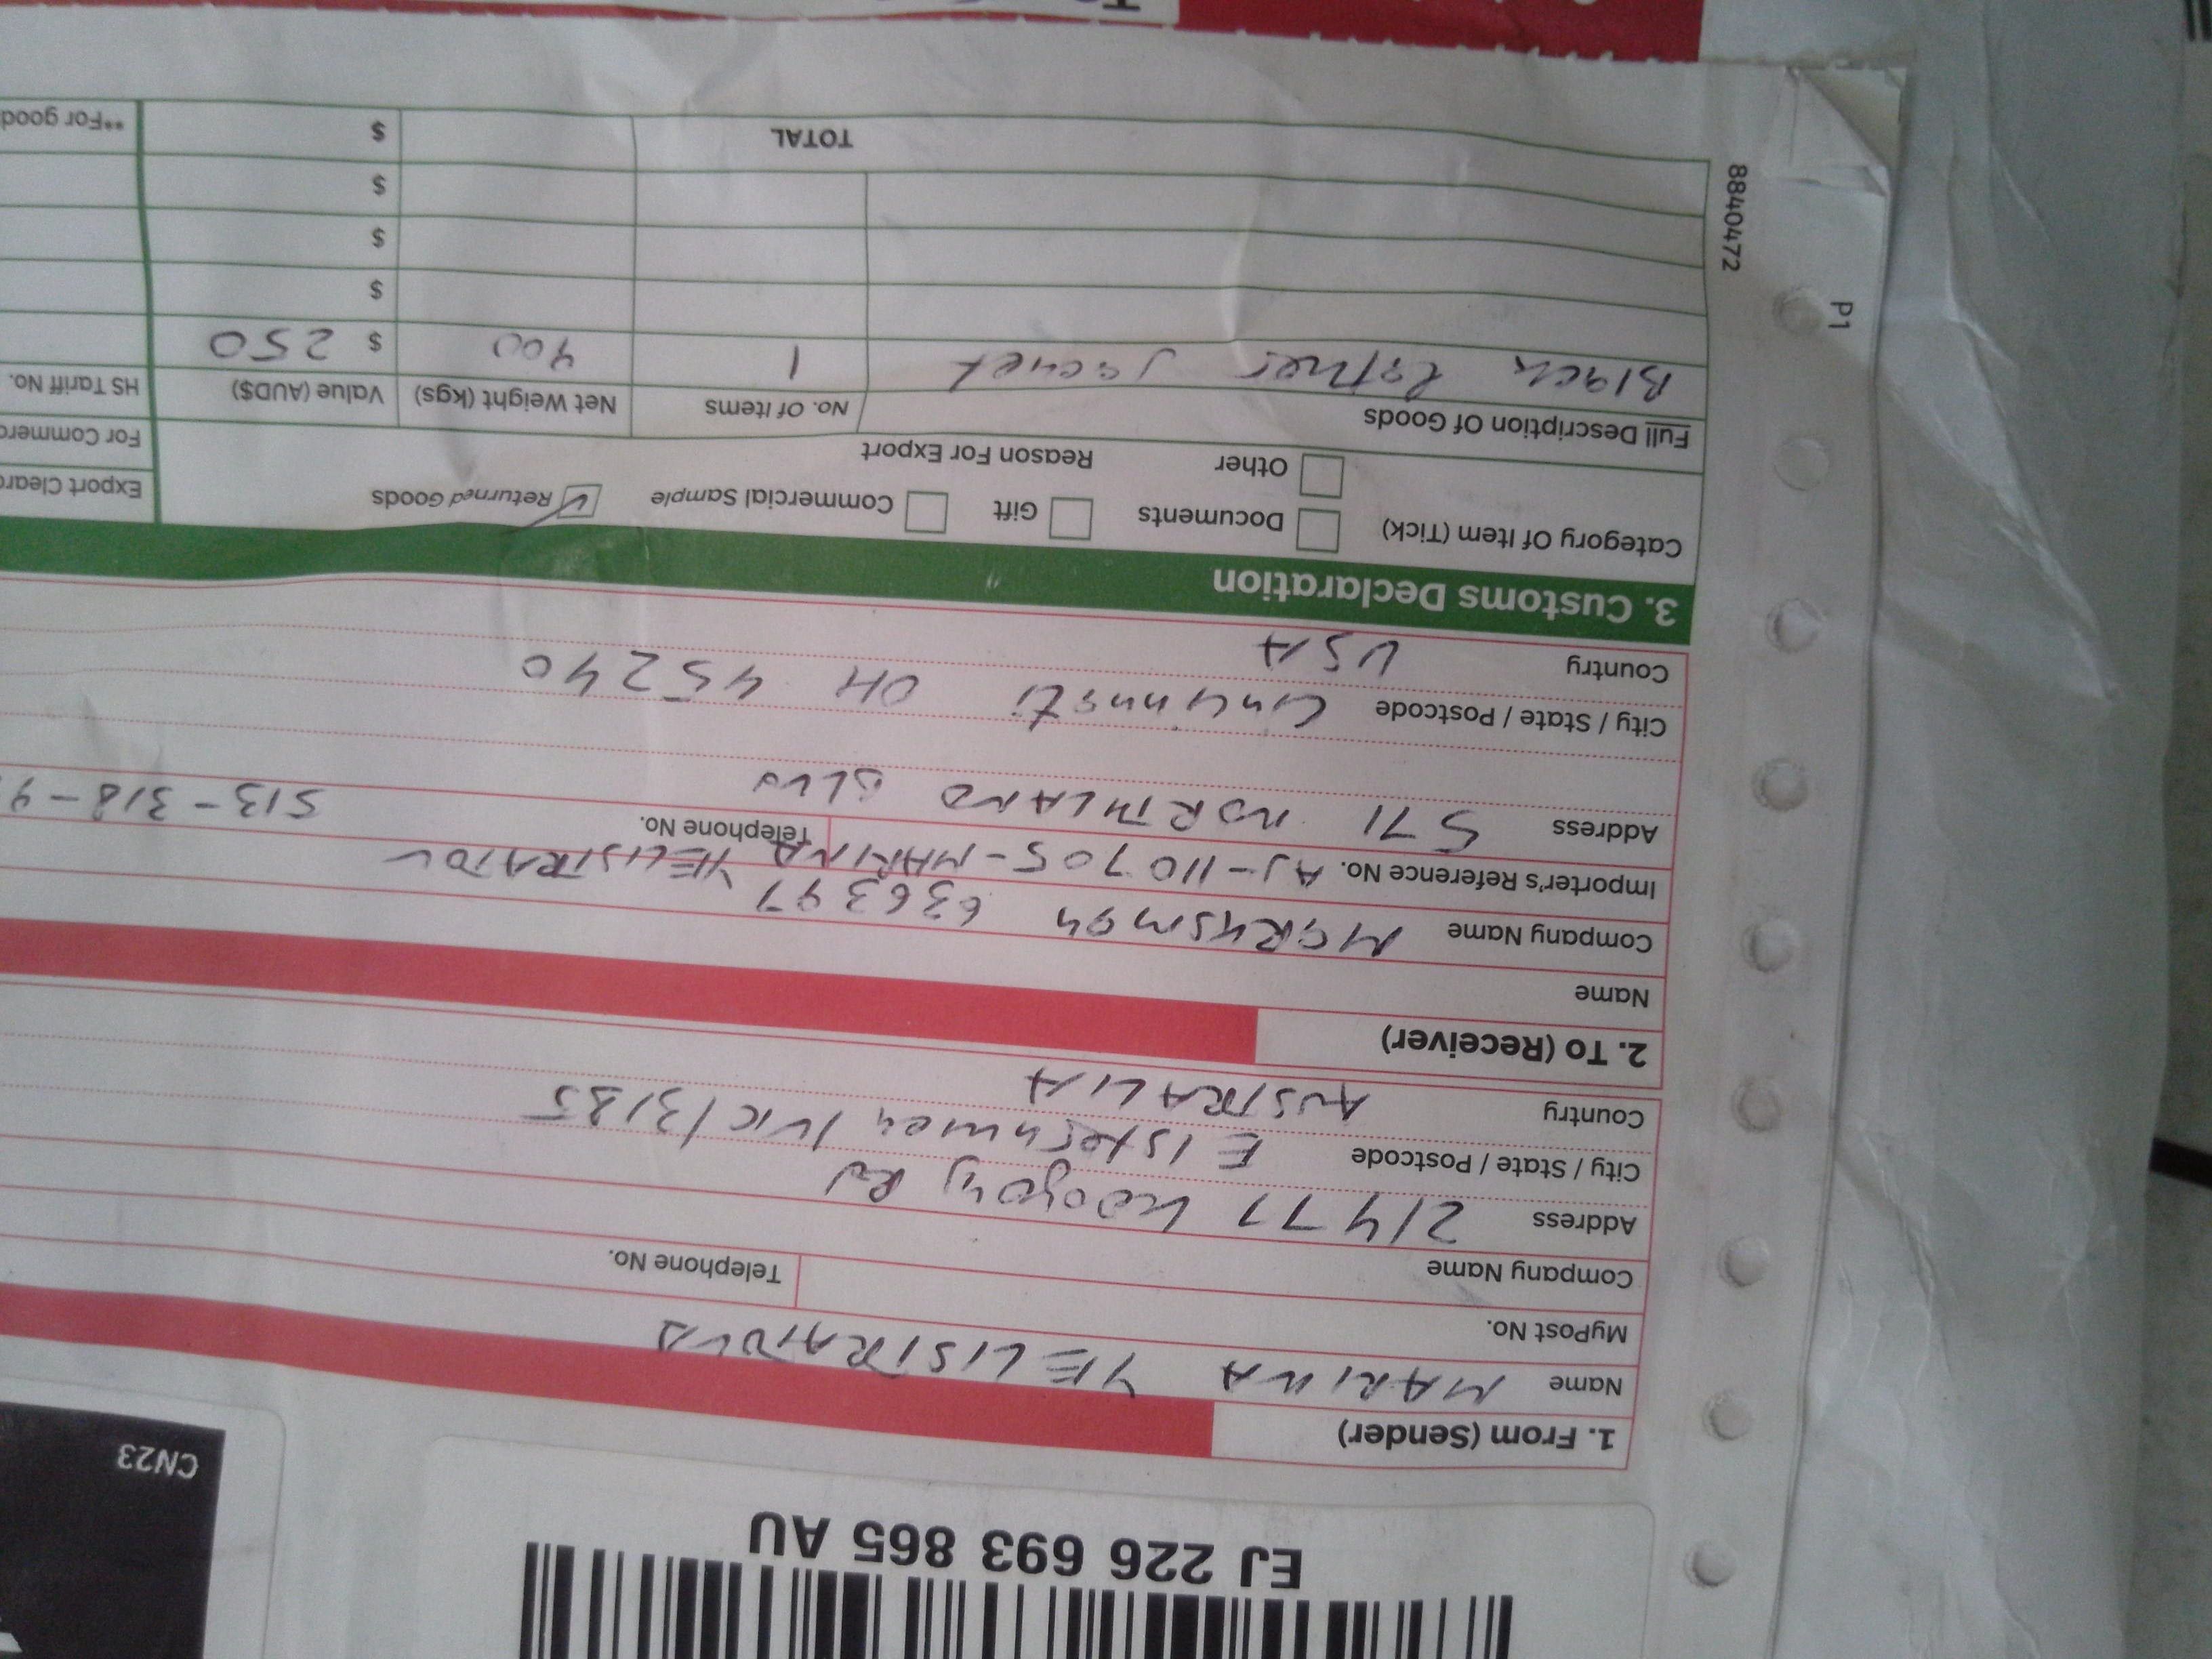 EJ 226 693 865 AU
CN23
1. From (Sender)
Name MARINA YELISTRATOVA
MyPost No.
Company Name Telephone No.
Address 2/477 Kooyong Rd
City / State / Postcode Elsternwick /VIC/3185
Country AUSTRALIA
2. To (Receiver)
Name
Company Name 636397
Importer's Reference No. AJ-110705-MARINA YELISTRATOV
Telephone No. 513-318-9
Address 571 NORTHLAND BLVD
City / State / Postcode Cincinnati OH 45240
Country USA
3. Customs Declaration
Category Of Item (Tick) Documents Gift Commercial Sample Returned Goods
Other Reason For Export
Export Clear
For Commerc
Full Description Of Goods No. Of Items Net Weight (kgs) Value (AUD$) HS Tariff No.
Black lether jacket 1 900 $ 250
$
$
$
TOTAL $ **For good
8840472
P1